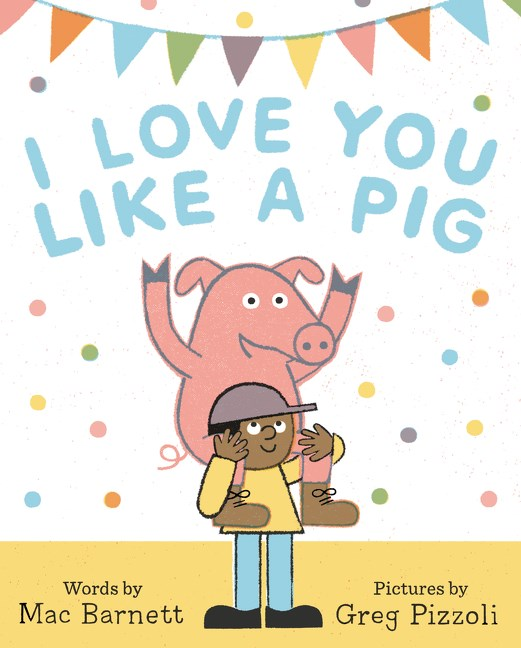 I LOVE YOU
LIKE A PIG
Words by
Mac Barnett
Pictures by
Greg Pizzoli